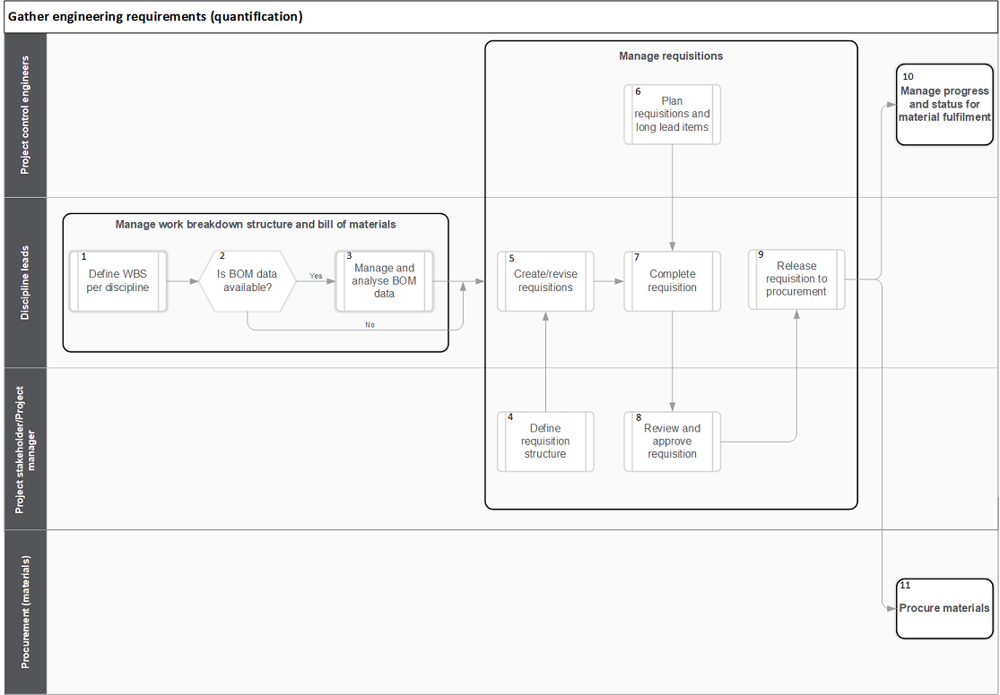 Gather engineering requirements (quantification)
Project control engineers
Manage requisitions
6
Plan
requisitions and
long lead items
10
Manage progress
and status for
material fulfilment
Discipline leads
Manage work breakdown structure and bill of materials
1
Define WBS
per discipline
2
Is BOM data
available?
Yes
No
3
Manage and
analyse BOM
data
5
Create/revise
requisitions
7
Complete
requisition
9
Release
requisition to
procurement
Project stakeholder/Project
manager
4
Define
requisition
structure
8
Review and
approve
requisition
Procurement (materials)
11
Procure materials